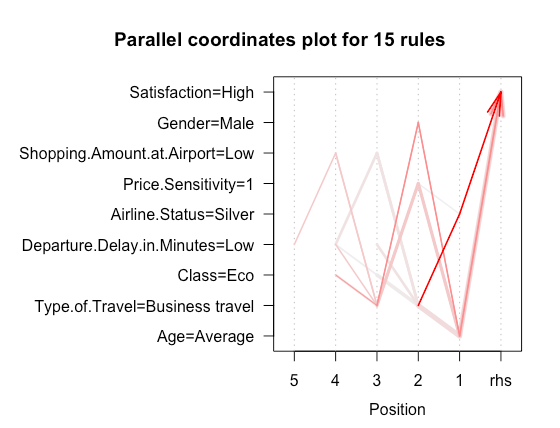 Parallel coordinates plot for 15 rules
Satisfaction=High
Gender=Male
Shopping.Amount.at.Airport=Low
Price.Sensitivity=1
Airline.Status=Silver
Departure.Delay.in.Minutes=Low
Class=Eco
Type.of.Travel=Business travel
Age=Average
5 4 3 2 1 rhs
Position